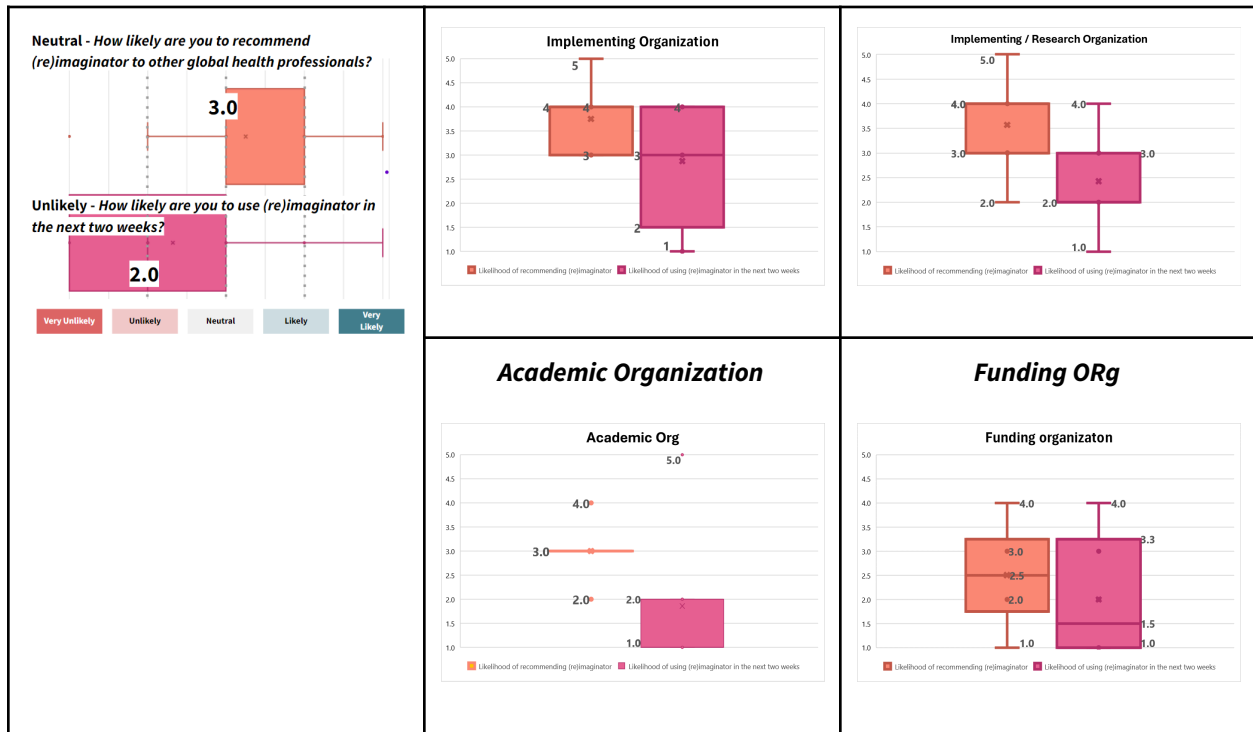 Neutral - How likely are you to recommend
(re)imaginator to other global health professionals?
3.0
Unlikely - How likely are you to use (re)imaginator in
the next two weeks?
2.0
Very Unlikely
Unlikely
Neutral
Likely
Very
Likely
Implementing Organization
5.0
4.5
4.0
3.5
3.0
2.5
2.0
1.5
1.0
5
4
4
3
4
3
2
1
Likelihood of recommending (re)imaginator
Likelihood of using (re)imaginator in the next two weeks
Implementing / Research Organization
5.0
4.5
4.0
3.5
3.0
2.5
2.0
1.5
1.0
5.0
4.0
3.0
2.0
4.0
3.0
2.0
1.0
Likelihood of recommending (re)imaginator
Likelihood of using (re)imaginator in the next two weeks
Academic Organization
Academic Org
5.0
4.5
4.0
3.5
3.0
2.5
2.0
1.5
1.0
4.0
3.0
2.0
5.0
2.0
1.0
Likelihood of recommending (re)imaginator
Likelihood of using (re)imaginator in the next two weeks
Funding ORg
Funding organizaton
5.0
4.5
4.0
3.5
3.0
2.5
2.0
1.5
1.0
4.0
3.0
2.5
2.0
1.0
4.0
3.3
1.5
1.0
Likelihood of recommending (re)imaginator
Likelihood of using (re)imaginator in the next two weeks